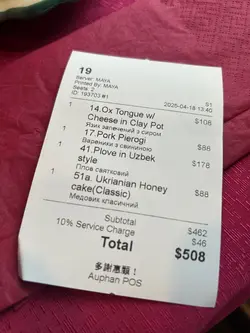 19
Server: MAYA
Printed By: MAYA
Seats: 2
ID: 193703 #1
S1
2025-04-18 13:40
1 14.Ox Tongue w/ $106
Cheese in Clay Pot
Язик запечений з сиром
1 17.Pork Pierogi $86
Вареники з свининою
1 41.Plove in Uzbek $178
style
Плов святковий
1 51a. Ukrianian Honey $88
cake(Classic)
Медовик класичний
Subtotal $462
10% Service Charge $46
Total $508
多謝惠顧！
Auphan POS